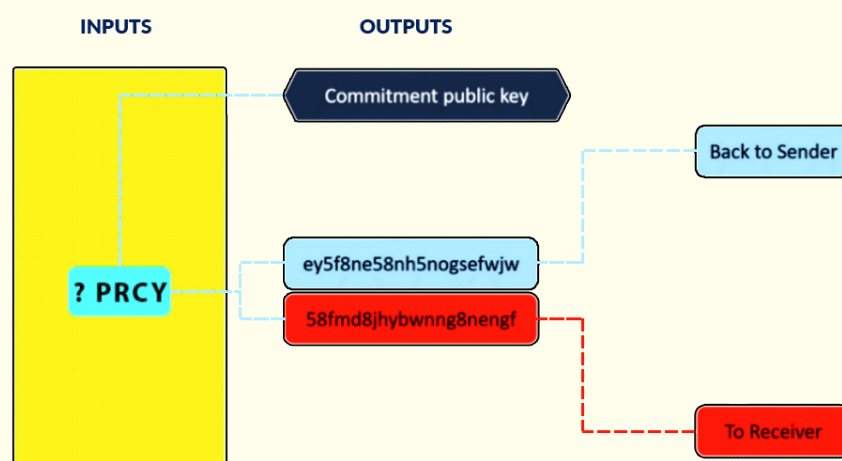 INPUTS
OUTPUTS
Commitment public key
Back to Sender
ey5f8ne58nh5nogsefwjw
? PRCY
58fmd8jhybwnng8nengf
To Receiver